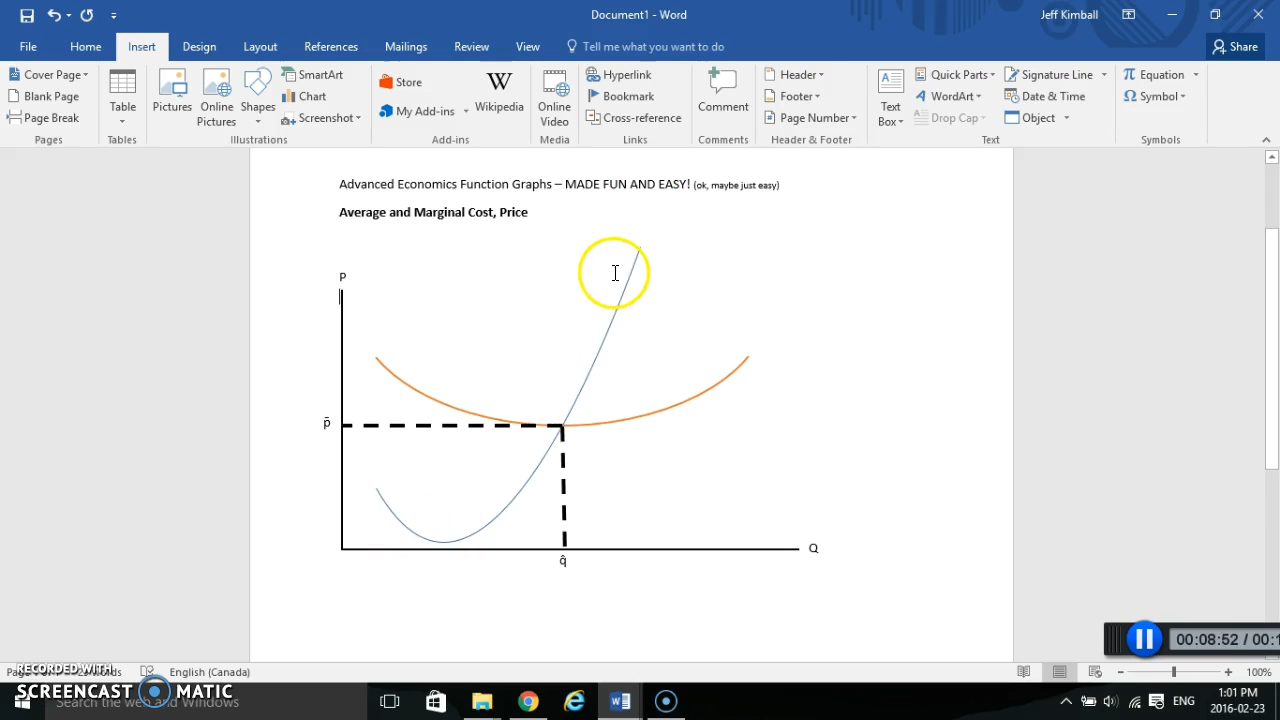 Document1 - Word
Jeff Kimball
File Home Insert Design Layout References Mailings Review View Tell me what you want to do Share
Cover Page
Blank Page
Page Break
Pages
Table
Tables
Pictures
Online Pictures
Shapes
SmartArt
Chart
Screenshot
Illustrations
Store
My Add-ins
Wikipedia
Add-ins
Online Video
Media
Hyperlink
Bookmark
Cross-reference
Links
Comment
Comments
Header
Footer
Page Number
Header & Footer
Text Box
Quick Parts
WordArt
Drop Cap
Signature Line
Date & Time
Object
Text
Equation
Symbol
Symbols
Advanced Economics Function Graphs – MADE FUN AND EASY! (ok, maybe just easy)
Average and Marginal Cost, Price
P
p̄
Q
q̂
00:08:52
English (Canada)
100%
RECORDED WITH
SCREENCAST MATIC
Search the web and Windows
ENG
1:01 PM
2016-02-23